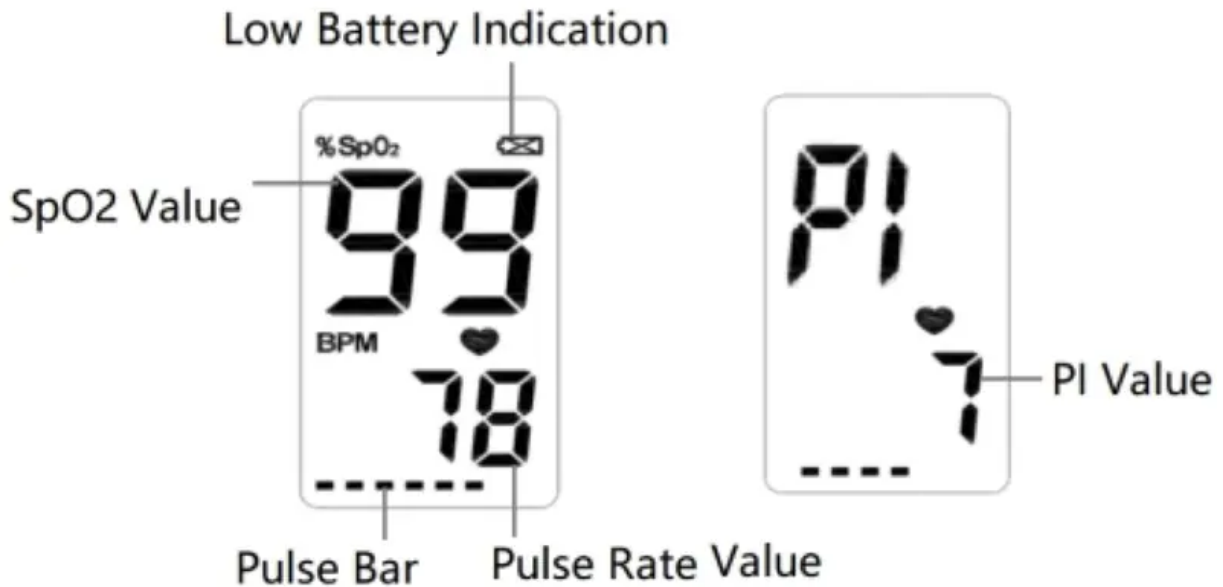 Low Battery Indication
%SpO₂
SpO2 Value
99
BPM
78
Pulse Bar
Pulse Rate Value
PI
7
PI Value